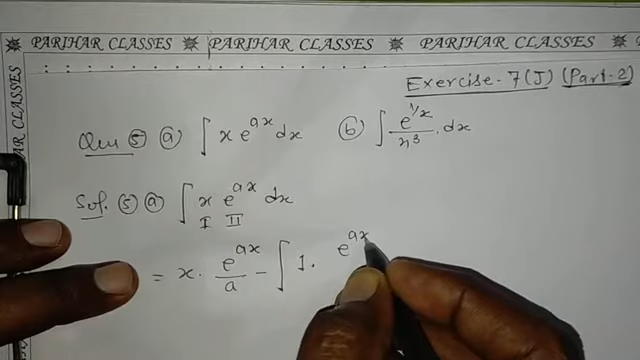 PARIHAR CLASSES ✷ PARIHAR CLASSES ✷ PARIHAR CLASSES ✷
PARIHAR CLASSES
Exercise-7(J) (Part-2)
Que ⑤ ⓐ ∫ x e^{ax} dx ⓑ ∫ e^{1/x}/x³ . dx
Sol. ⑤ ⓐ ∫ x e^{ax} dx
I II
= x . e^{ax}/a - ∫ 1 . e^{ax}